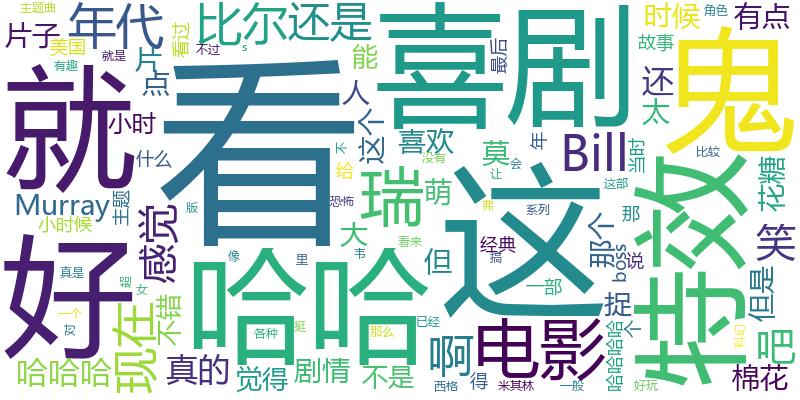 主题曲
片子
年代
比尔
还是
喜剧
鬼
时候
有点
角色
美国
看过
不过
s
能
最后
故事
有趣
就是
片
点
还
太
就
看
人
这个
喜欢
年
小时
什么
不
给
没有
莫
Bill
会
让
当时
比较
特效
花糖
Murray
主题
恐怖
瑞
萌
弗
这
这部
那
系列
小时候
版
感觉
大
看来
经典
搞
那个
boss
说
笑
好
真是
超
女
像
里
韦
但
一部
捉
但是
一个
对
现在
不错
哈哈
各种
挺
那么
已经
啊
电影
哈哈哈哈
个
科幻
巴
哈哈哈
真的
觉得
剧情
不是
西格
得
米其林
一般
好玩
棉花